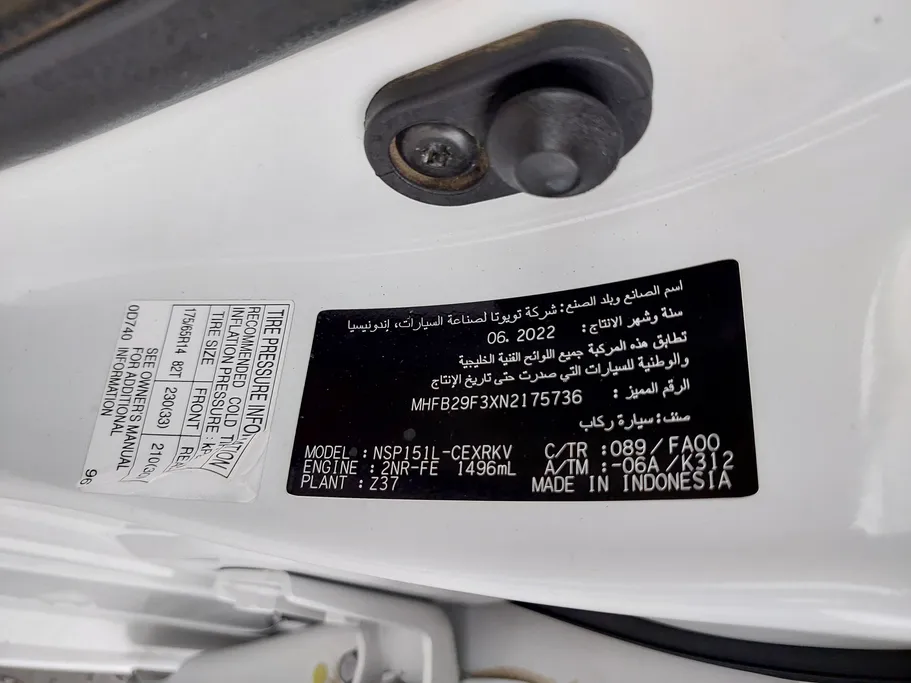 اسم الصانع وبلد الصنع: شركة تويوتا لصناعة السيارات، إندونيسيا
سنة وشهر الانتاج: 06. 2022
تطابق هذه المركبة جميع اللوائح الفنية الخليجية
والوطنية للسيارات التي صدرت حتى تاريخ الإنتاج
الرقم المميز: MHFB29F3XN2175736
صنف: سيارة ركاب
MODEL : NSP151L-CEXRKV C/TR :089/FA00
ENGINE : 2NR-FE 1496mL A/TM :-06A/K312
PLANT : Z37 MADE IN INDONESIA
TIRE PRESSURE INFO
RECOMMENDED COLD
INFLATION PRESSURE :
TIRE SIZE FRONT
175/65R14 82T 230(33)
SEE OWNER'S MANUAL
FOR ADDITIONAL
INFORMATION
0D740
96